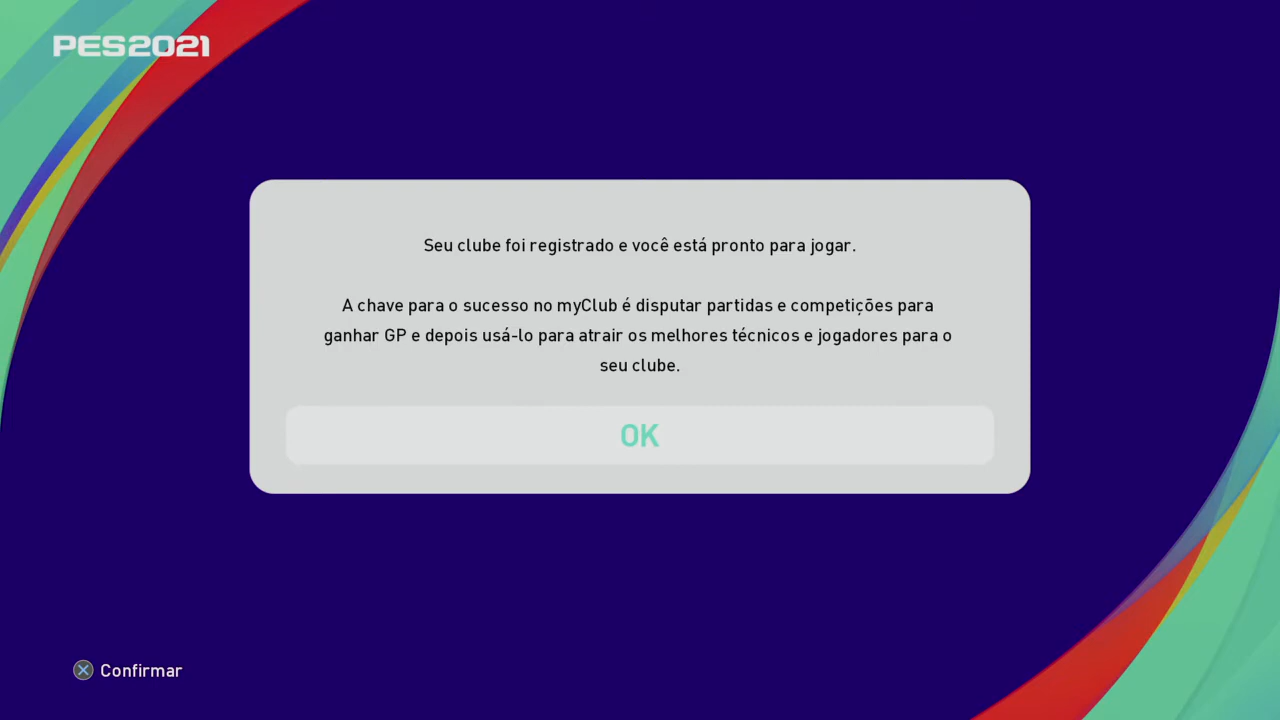 PES2021
Seu clube foi registrado e você está pronto para jogar.
A chave para o sucesso no myClub é disputar partidas e competições para
ganhar GP e depois usá-lo para atrair os melhores técnicos e jogadores para o
seu clube.
OK
Confirmar